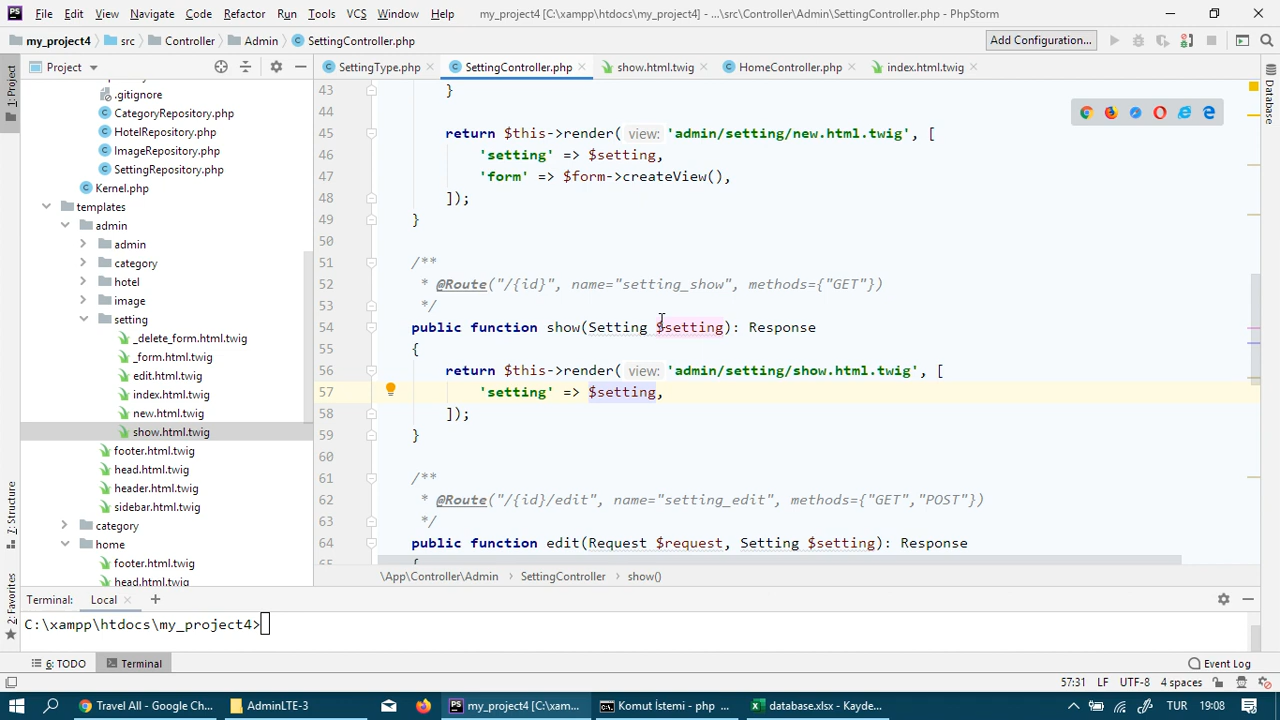 File Edit View Navigate Code Refactor Run Tools VCS Window Help my_project4 [C:\xampp\htdocs\my_project4] - ...\src\Controller\Admin\SettingController.php - PhpStorm
my_project4 src Controller Admin SettingController.php Add Configuration...
Project SettingType.php SettingController.php show.html.twig HomeController.php index.html.twig
1: Project
Z: Structure
2: Favorites
Database
.gitignore
CategoryRepository.php
HotelRepository.php
ImageRepository.php
SettingRepository.php
Kernel.php
templates
admin
admin
category
hotel
image
setting
_delete_form.html.twig
_form.html.twig
edit.html.twig
index.html.twig
new.html.twig
show.html.twig
footer.html.twig
head.html.twig
header.html.twig
sidebar.html.twig
category
home
footer.html.twig
head.html.twig
43 }
44
45 return $this->render( view: 'admin/setting/new.html.twig', [
46 'setting' => $setting,
47 'form' => $form->createView(),
48 ]);
49 }
50
51 /**
52 * @Route("/{id}", name="setting_show", methods={"GET"})
53 */
54 public function show(Setting $setting): Response
55 {
56 return $this->render( view: 'admin/setting/show.html.twig', [
57 'setting' => $setting,
58 ]);
59 }
60
61 /**
62 * @Route("/{id}/edit", name="setting_edit", methods={"GET","POST"})
63 */
64 public function edit(Request $request, Setting $setting): Response
65 {
\App\Controller\Admin SettingController show()
Terminal: Local
C:\xampp\htdocs\my_project4>
6: TODO Terminal Event Log
57:31 LF UTF-8 4 spaces
Travel All - Google Ch... AdminLTE-3 my_project4 [C:\xam... Komut İstemi - php ... database.xlsx - Kayde... TUR 19:08